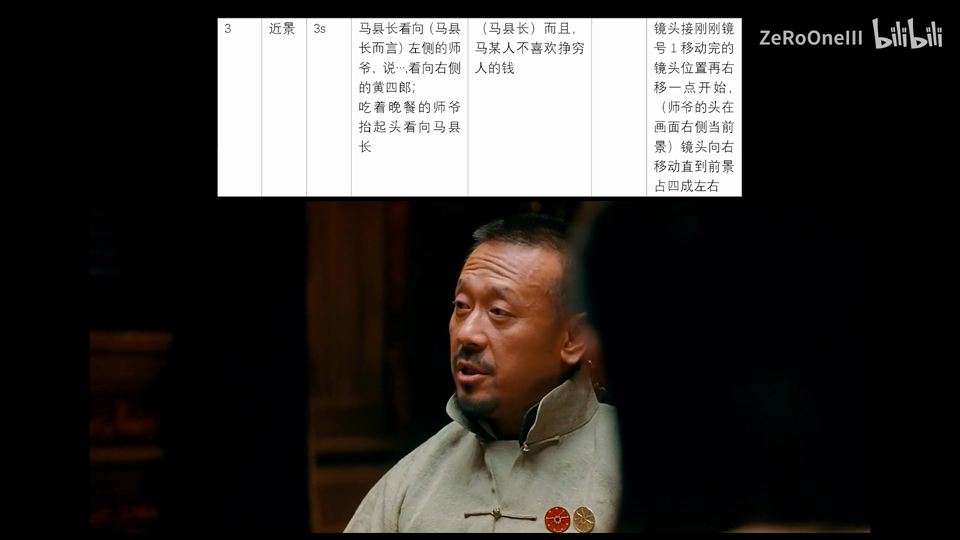 ZeRoOneIII bilibili
3
近景
3s
马县长看向（马县
长而言）左侧的师
爷，说…,看向右侧
的黄四郎；
吃着晚餐的师爷
抬起头看向马县
长
（马县长）而且，
马某人不喜欢挣穷
人的钱
镜头接刚刚镜
号 1 移动完的
镜头位置再右
移一点开始，
（师爷的头在
画面右侧当前
景）镜头向右
移动直到前景
占四成左右